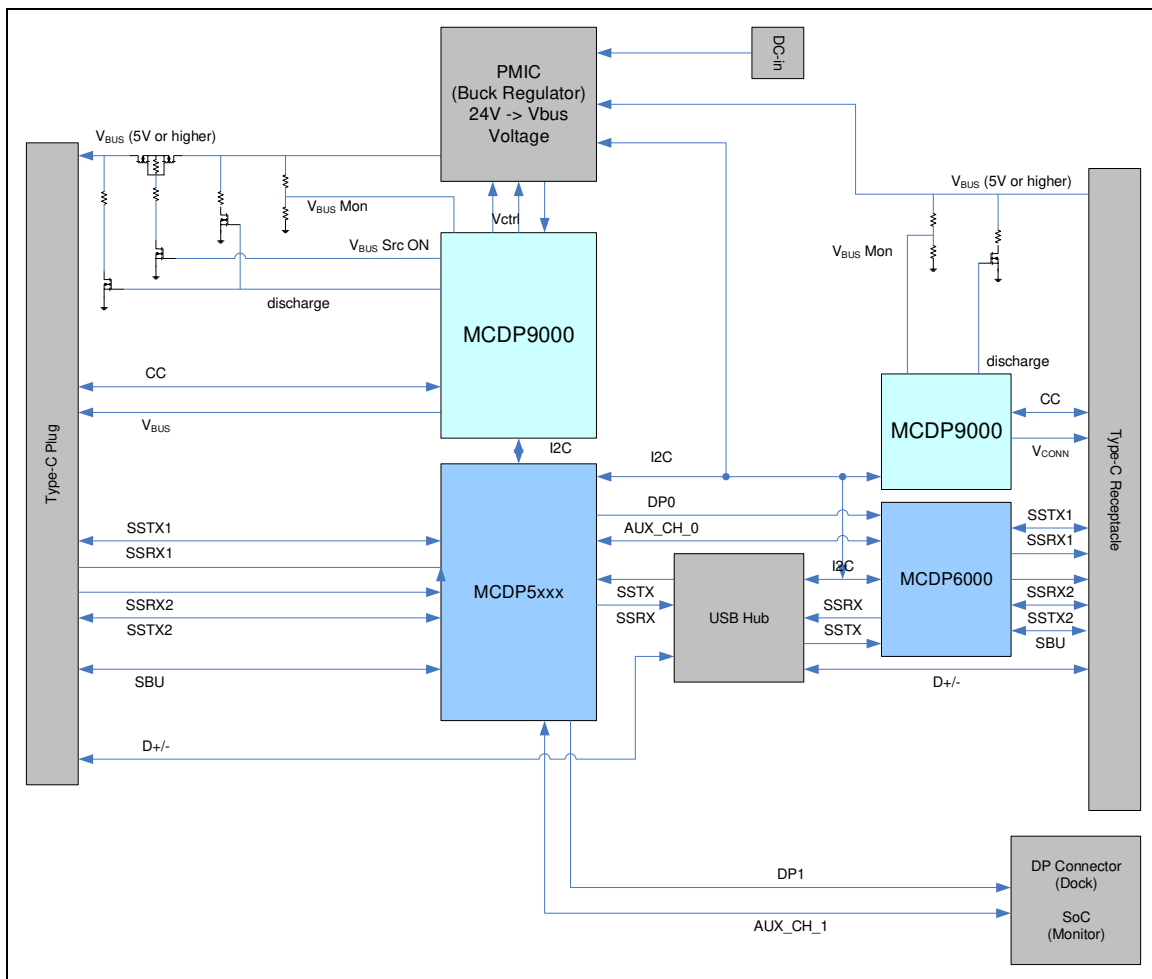 DC-in
PMIC
(Buck Regulator)
24V -> Vbus
Voltage
VBUS (5V or higher)
VBUS Mon
Vctrl
VBUS Src ON
discharge
MCDP9000
CC
VBUS
I2C
Type-C Plug
VBUS (5V or higher)
VBUS Mon
discharge
MCDP9000
CC
VCONN
Type-C Receptacle
I2C
DP0
AUX_CH_0
SSTX1
SSRX1
SSRX2
SSTX2
SBU
D+/-
MCDP5xxx
SSTX
SSRX
USB Hub
I2C
SSRX
SSTX
MCDP6000
SSTX1
SSRX1
SSRX2
SSTX2
SBU
D+/-
DP1
AUX_CH_1
DP Connector
(Dock)
SoC
(Monitor)